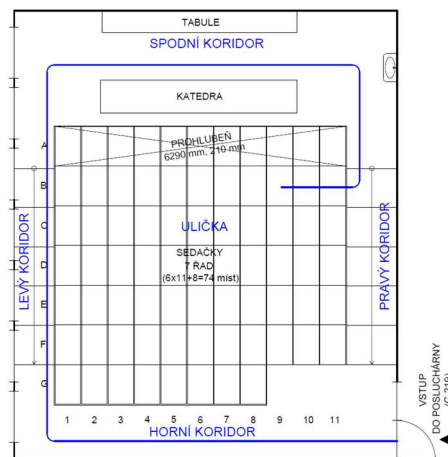 TABULE
SPODNÍ KORIDOR
KATEDRA
PROHLUBEŇ
6290 mm, 210 mm
A
B
C
D
E
F
G
LEVÝ KORIDOR
ULIČKA
SEDAČKY
7 ŘAD
(6x11+8=74 míst)
PRAVÝ KORIDOR
1 2 3 4 5 6 7 8 9 10 11
HORNÍ KORIDOR
VSTUP
DO POSLUCHÁRNY
(C 219)